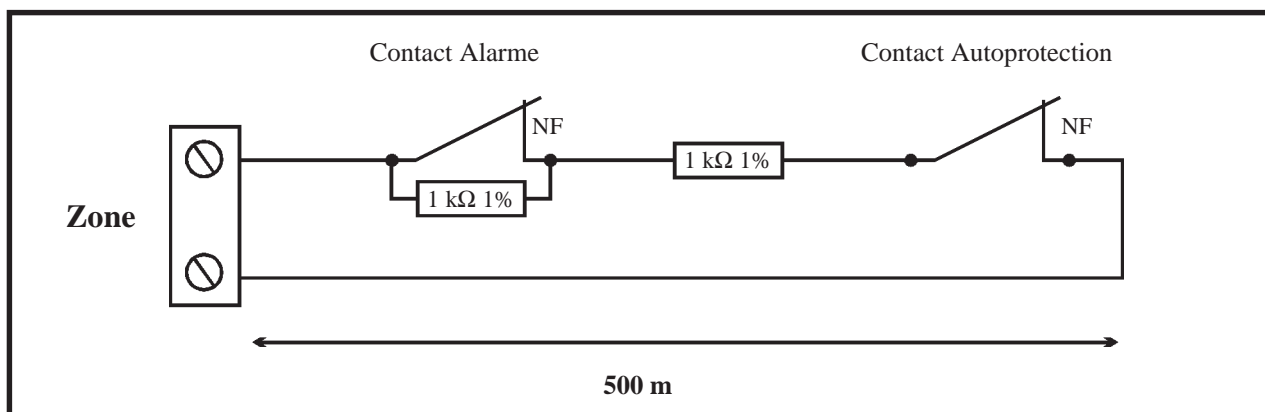 Contact Alarme
Contact Autoprotection
NF
NF
1 kΩ 1%
1 kΩ 1%
Zone
500 m